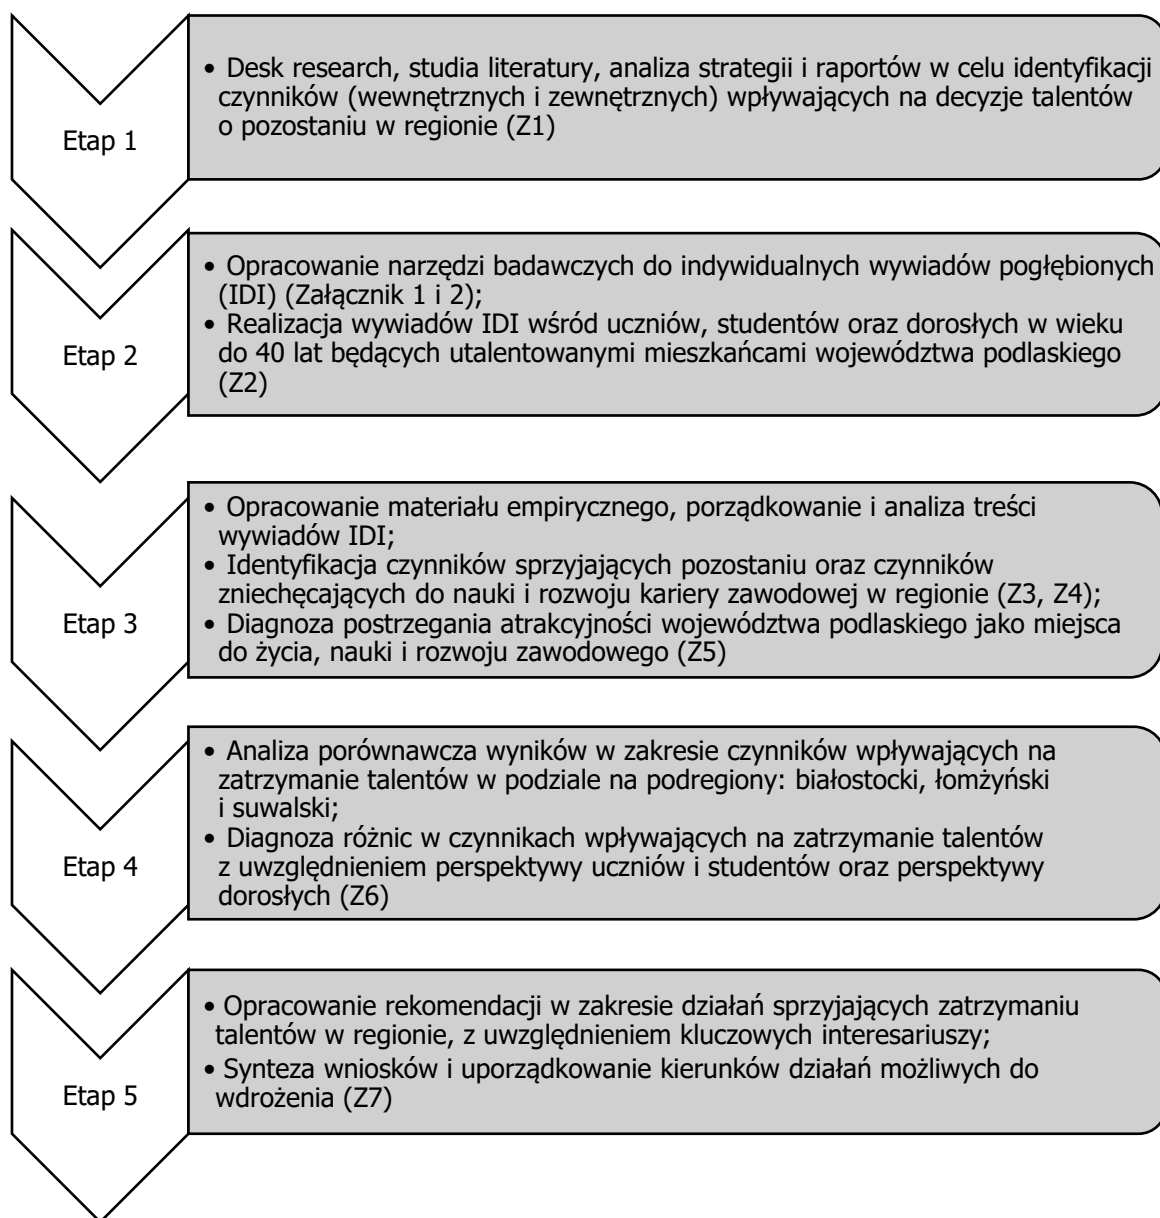 Etap 1
• Desk research, studia literatury, analiza strategii i raportów w celu identyfikacji
czynników (wewnętrznych i zewnętrznych) wpływających na decyzje talentów
o pozostaniu w regionie (Z1)
Etap 2
• Opracowanie narzędzi badawczych do indywidualnych wywiadów pogłębionych
(IDI) (Załącznik 1 i 2);
• Realizacja wywiadów IDI wśród uczniów, studentów oraz dorosłych w wieku
do 40 lat będących utalentowanymi mieszkańcami województwa podlaskiego
(Z2)
Etap 3
• Opracowanie materiału empirycznego, porządkowanie i analiza treści
wywiadów IDI;
• Identyfikacja czynników sprzyjających pozostaniu oraz czynników
zniechęcających do nauki i rozwoju kariery zawodowej w regionie (Z3, Z4);
• Diagnoza postrzegania atrakcyjności województwa podlaskiego jako miejsca
do życia, nauki i rozwoju zawodowego (Z5)
Etap 4
• Analiza porównawcza wyników w zakresie czynników wpływających na
zatrzymanie talentów w podziale na podregiony: białostocki, łomżyński
i suwalski;
• Diagnoza różnic w czynnikach wpływających na zatrzymanie talentów
z uwzględnieniem perspektywy uczniów i studentów oraz perspektywy
dorosłych (Z6)
Etap 5
• Opracowanie rekomendacji w zakresie działań sprzyjających zatrzymaniu
talentów w regionie, z uwzględnieniem kluczowych interesariuszy;
• Synteza wniosków i uporządkowanie kierunków działań możliwych do
wdrożenia (Z7)